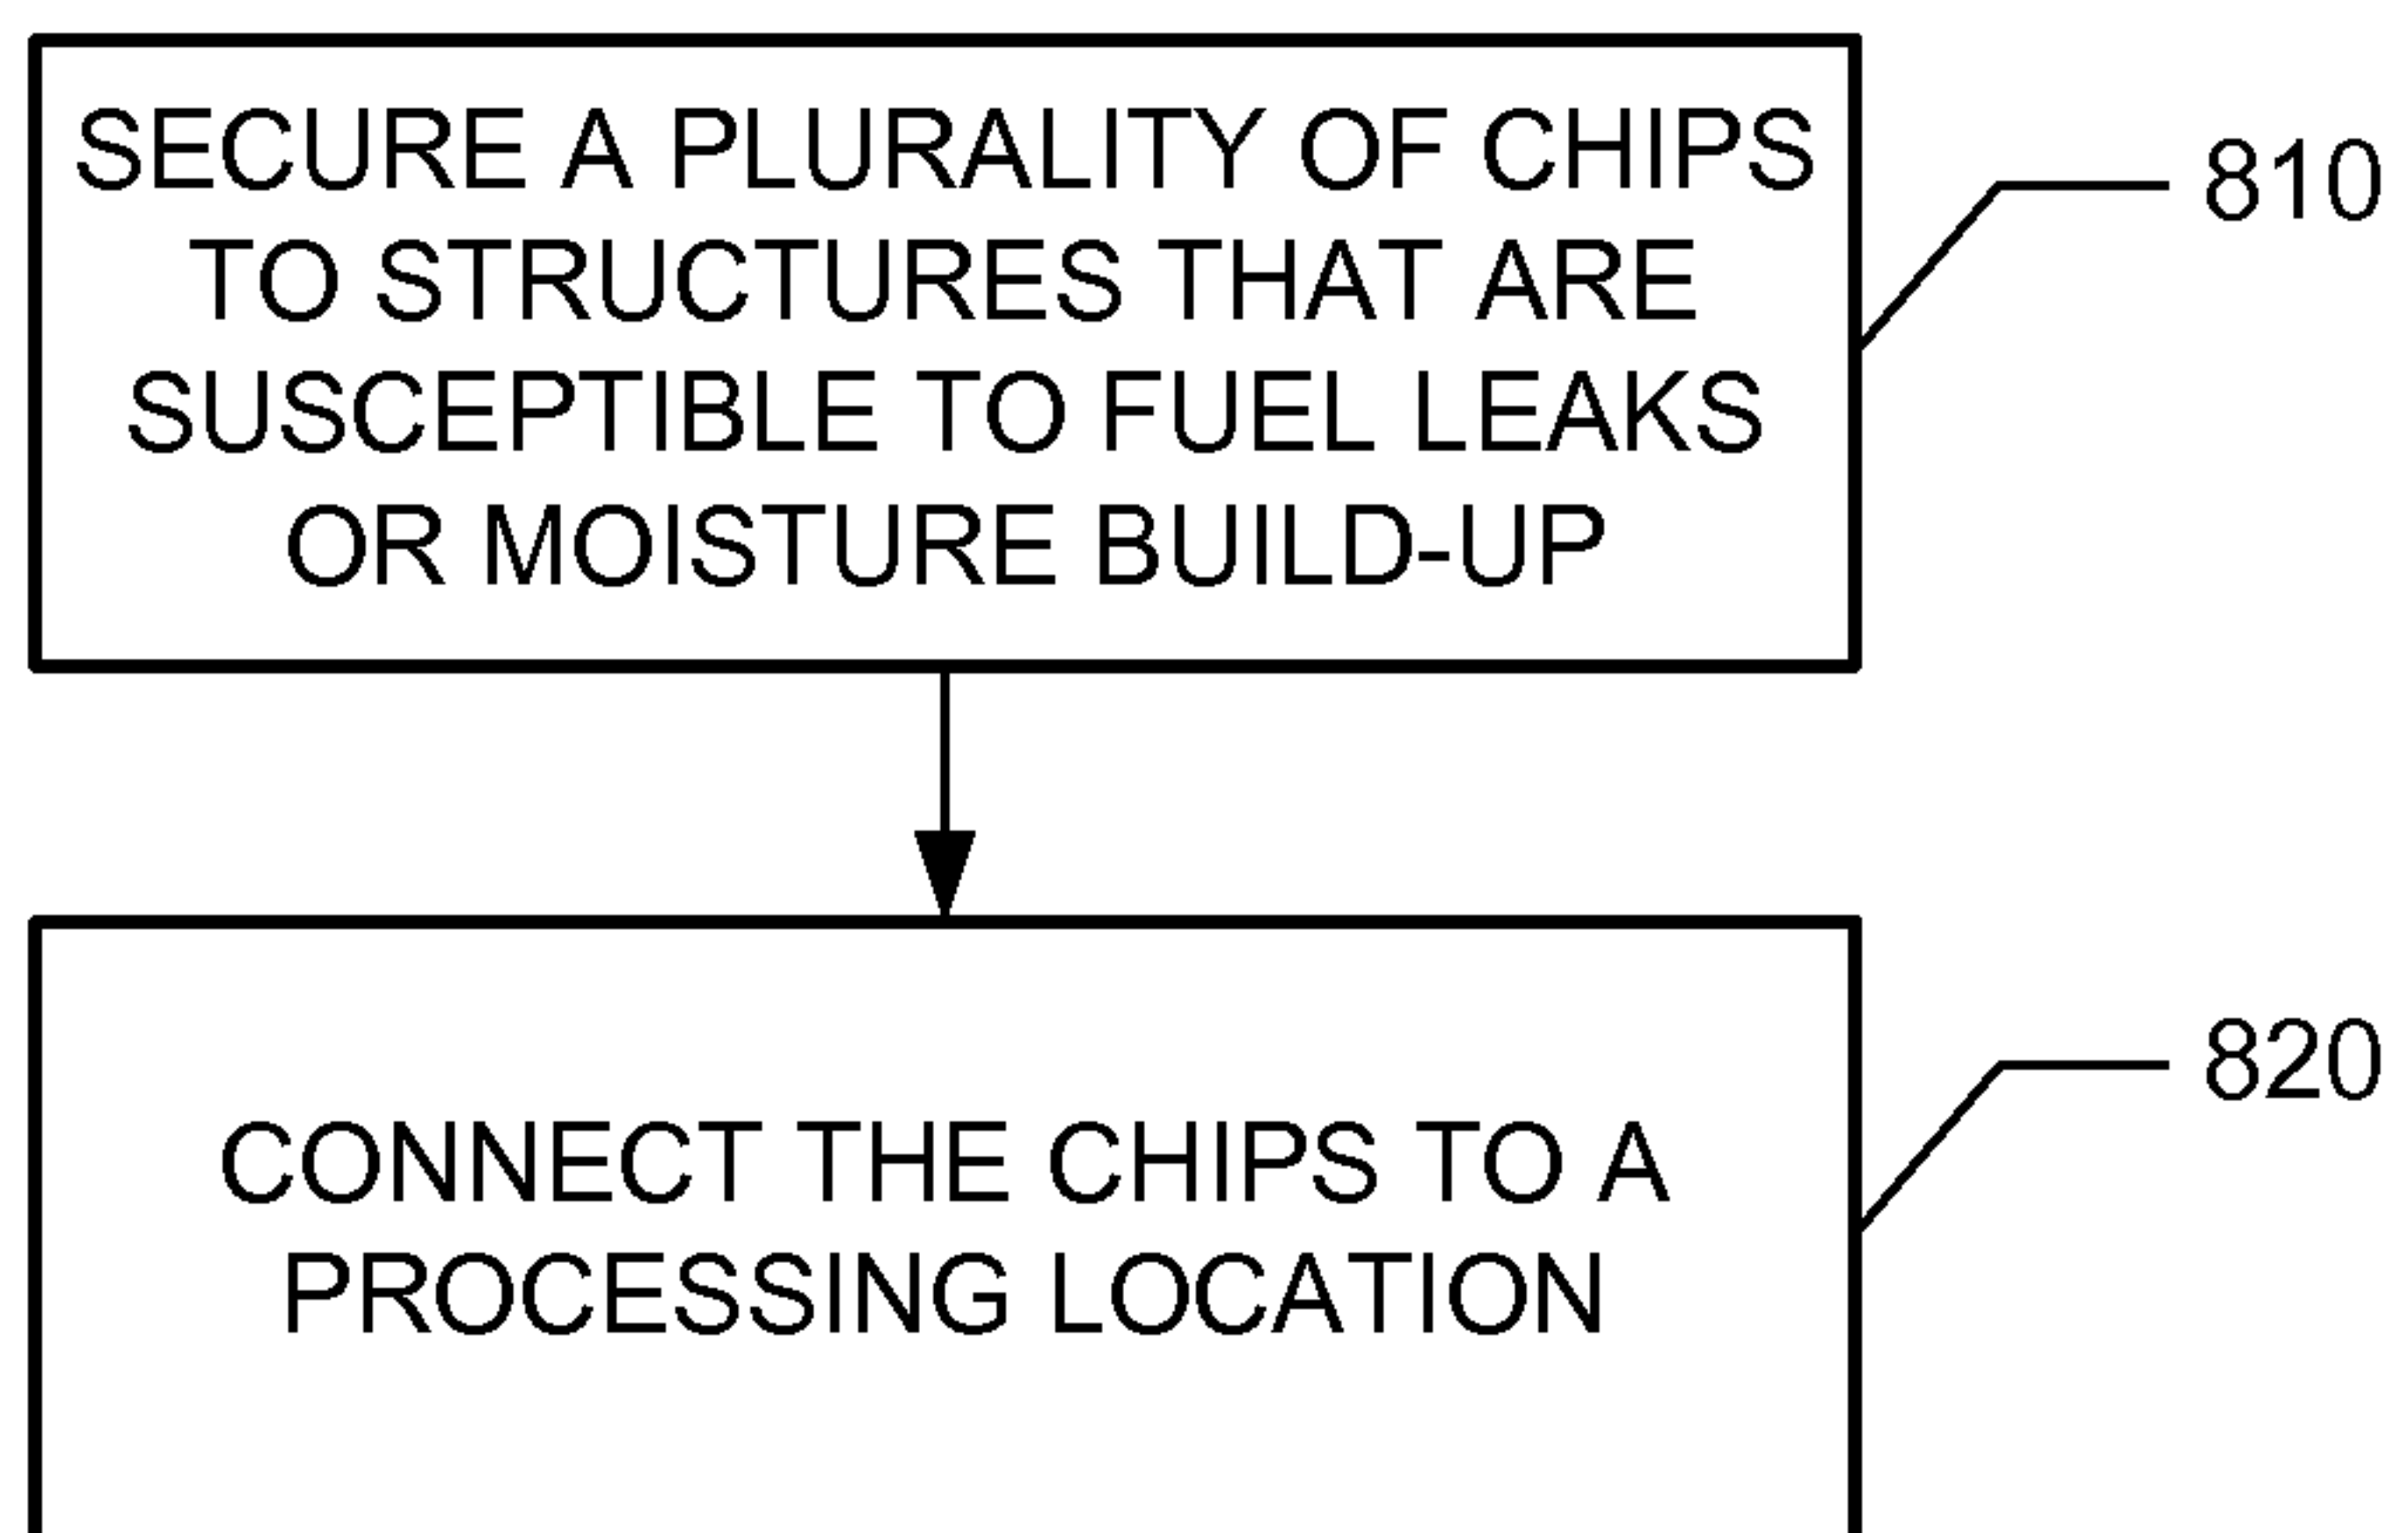 SECURE A PLURALITY OF CHIPS
TO STRUCTURES THAT ARE
SUSCEPTIBLE TO FUEL LEAKS
OR MOISTURE BUILD-UP
810
CONNECT THE CHIPS TO A
PROCESSING LOCATION
820